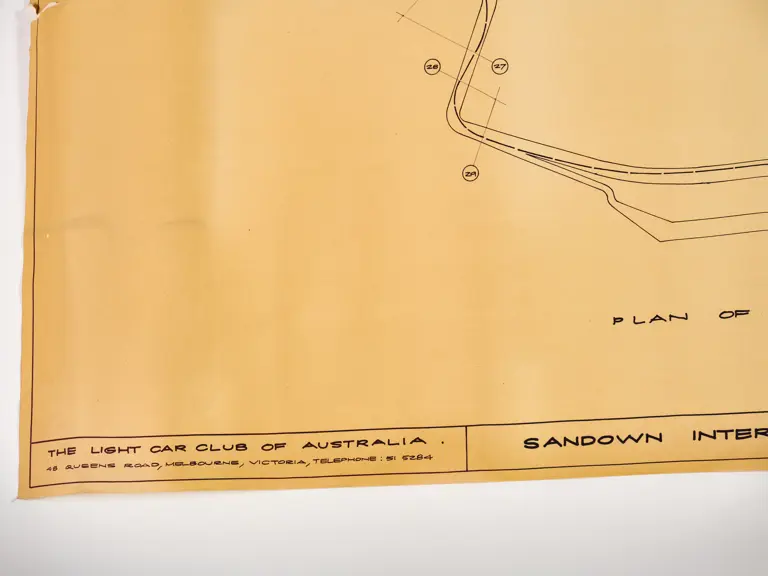 28
27
29
PLAN OF
THE LIGHT CAR CLUB OF AUSTRALIA.
46 QUEENS ROAD, MELBOURNE, VICTORIA, TELEPHONE: 51 5284
SANDOWN INTER